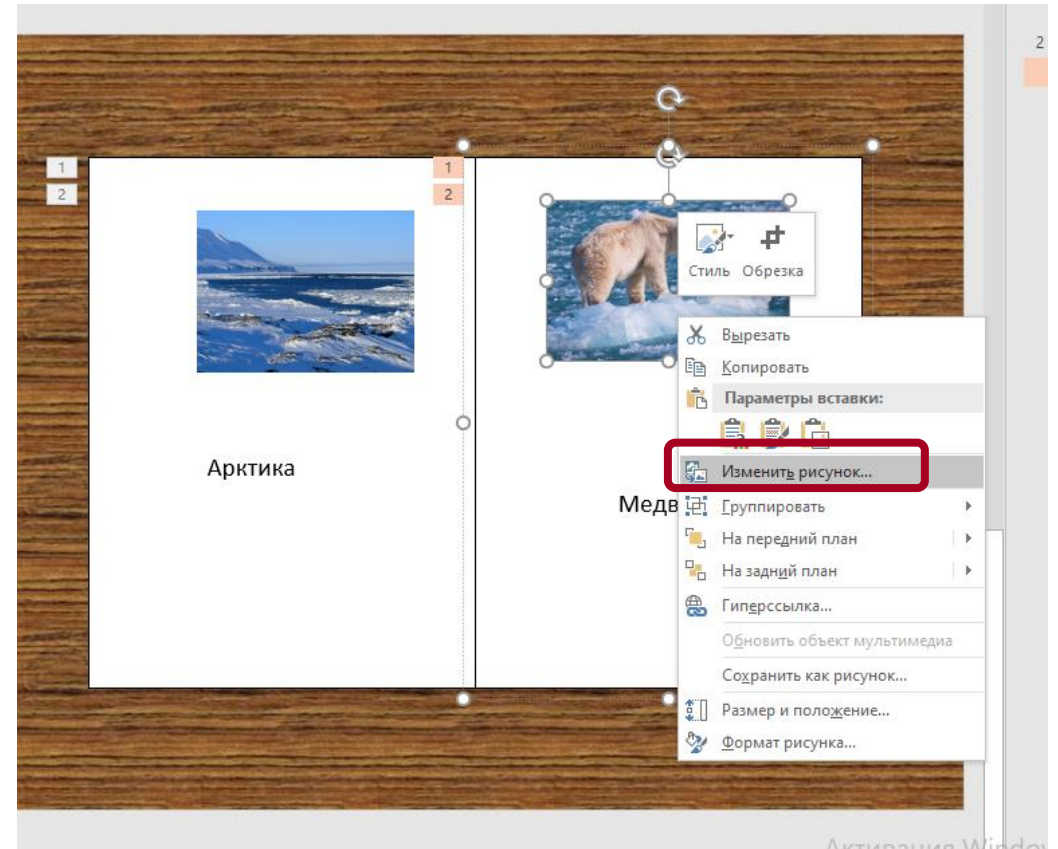 2
1
2
1
2
Стиль Обрезка
Вырезать
Копировать
Параметры вставки:
Арктика
Изменить рисунок...
Медв
Группировать
На передний план
На задний план
Гиперссылка...
Обновить объект мультимедиа
Сохранить как рисунок...
Размер и положение...
Формат рисунка...
Активация Window